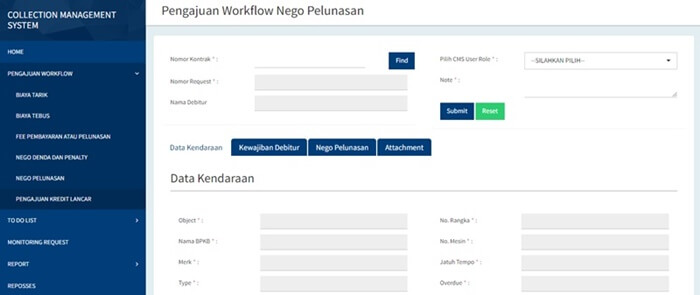 COLLECTION MANAGEMENT
SYSTEM
HOME
PENGAJUAN WORKFLOW
BIAYA TARIK
BIAYA TEBUS
FEE PEMBAYARAN ATAU PELUNASAN
NEGO DENDA DAN PENALTY
NEGO PELUNASAN
PENGAJUAN KREDIT LANCAR
TO DO LIST
MONITORING REQUEST
REPORT
REPOSSES
Pengajuan Workflow Nego Pelunasan
Nomor Kontrak * :
Find
Nomor Request * :
Nama Debitur
Pilih CMS User Role * :
--SILAHKAN PILIH--
Note * :
Submit
Reset
Data Kendaraan
Kewajiban Debitur
Nego Pelunasan
Attachment
Data Kendaraan
Object * :
No. Rangka * :
Nama BPKB * :
No. Mesin * :
Merk * :
Jatuh Tempo * :
Type * :
Overdue * :